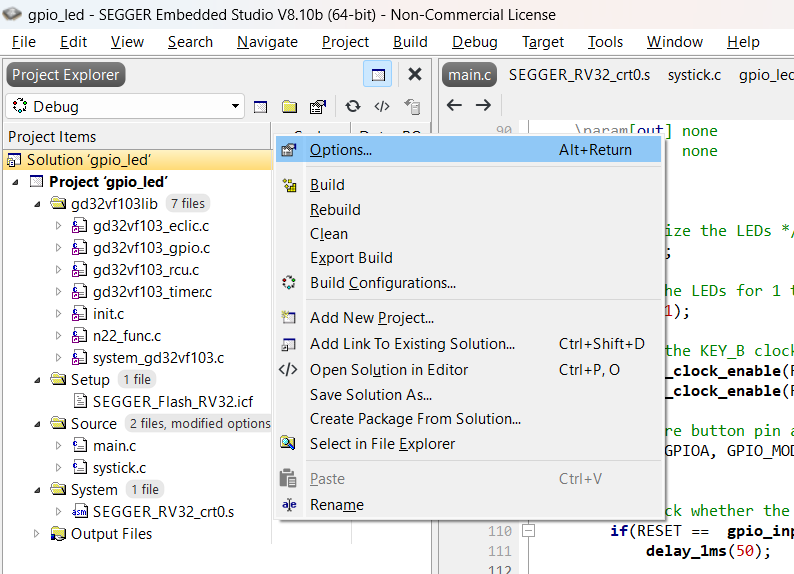 gpio_led - SEGGER Embedded Studio V8.10b (64-bit) - Non-Commercial License
File Edit View Search Navigate Project Build Debug Target Tools Window Help
Project Explorer
main.c SEGGER_RV32_crt0.s systick.c gpio_led
Debug
Project Items
Solution 'gpio_led'
Project 'gpio_led'
gd32vf103lib 7 files
gd32vf103_eclic.c
gd32vf103_gpio.c
gd32vf103_rcu.c
gd32vf103_timer.c
init.c
n22_func.c
system_gd32vf103.c
Setup 1 file
SEGGER_Flash_RV32.icf
Source 2 files, modified options
main.c
systick.c
System 1 file
SEGGER_RV32_crt0.s
Output Files
Options... Alt+Return
Build
Rebuild
Clean
Export Build
Build Configurations...
Add New Project...
Add Link To Existing Solution... Ctrl+Shift+D
Open Solution in Editor Ctrl+P, O
Save Solution As...
Create Package From Solution...
Select in File Explorer
Paste Ctrl+V
Rename
90 \param[out] none
none
ize the LEDs */
;
he LEDs for 1 t
1);
the KEY_B clock
_clock_enable(R
_clock_enable(R
re button pin a
GPIOA, GPIO_MOD
ck whether the
110 if(RESET == gpio_inp
111 delay_1ms(50);
112